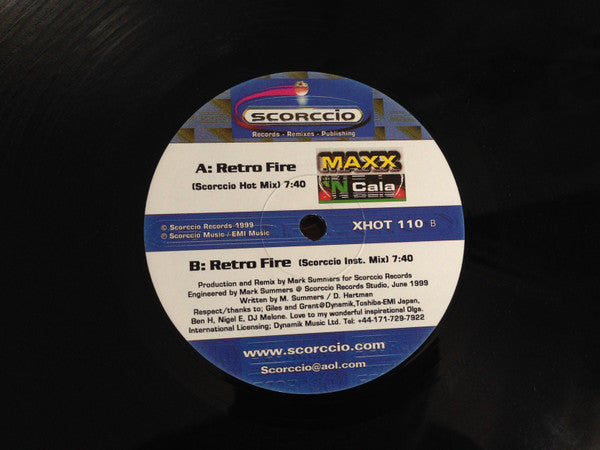 SCORCCIO
Records - Remixes - Publishing
A: Retro Fire
(Scorccio Hot Mix) 7:40
MAXX
'N Cala
© Scorccio Records 1999
℗ Scorccio Music / EMI Music
XHOT 110 B
B: Retro Fire (Scorccio Inst. Mix) 7:40
Production and Remix by Mark Summers for Scorccio Records
Engineered by Mark Summers @ Scorccio Records Studio, June 1999
Written by M. Summers / D. Hartman
Respect/thanks to; Giles and Grant@Dynamik,Toshiba-EMI Japan,
Ben H, Nigel E, DJ Malone. Love to my wonderful inspirational Olga.
International Licensing; Dynamik Music Ltd. Tel: +44-171-729-7922
www.scorccio.com
Scorccio@aol.com